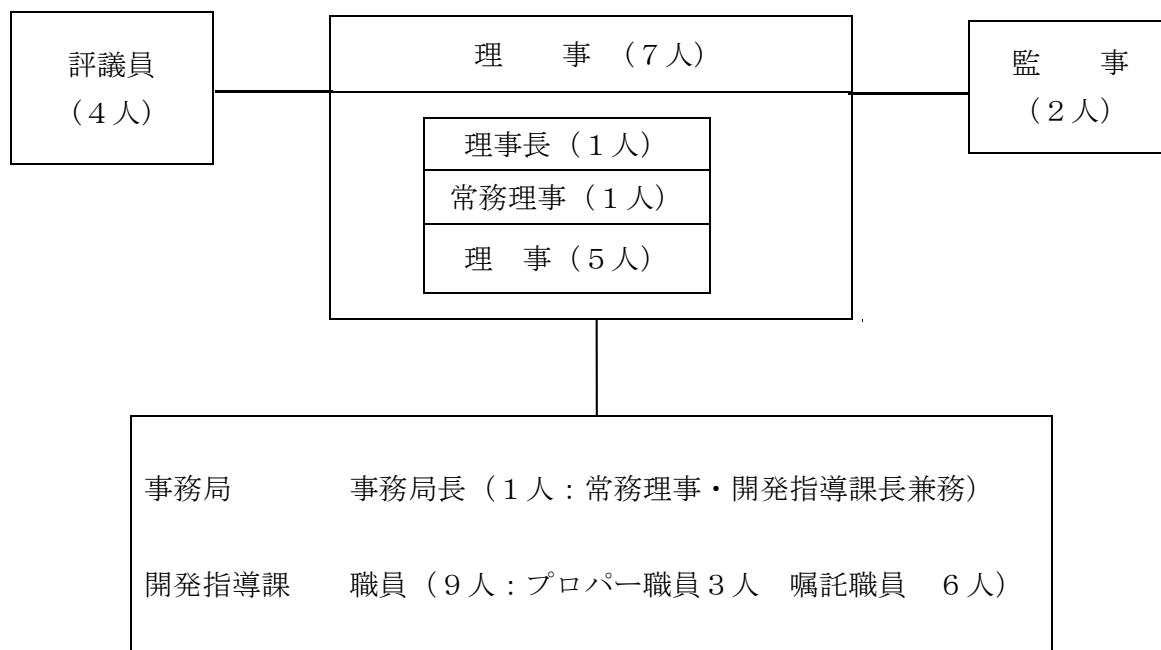 評議員
（４人）
理　　事　（７人）
監　　事
（２人）
理事長（１人）
常務理事（１人）
理　事（５人）
事務局　　　　事務局長（１人：常務理事・開発指導課長兼務）
開発指導課　　職員（９人：プロパー職員３人　嘱託職員　６人）